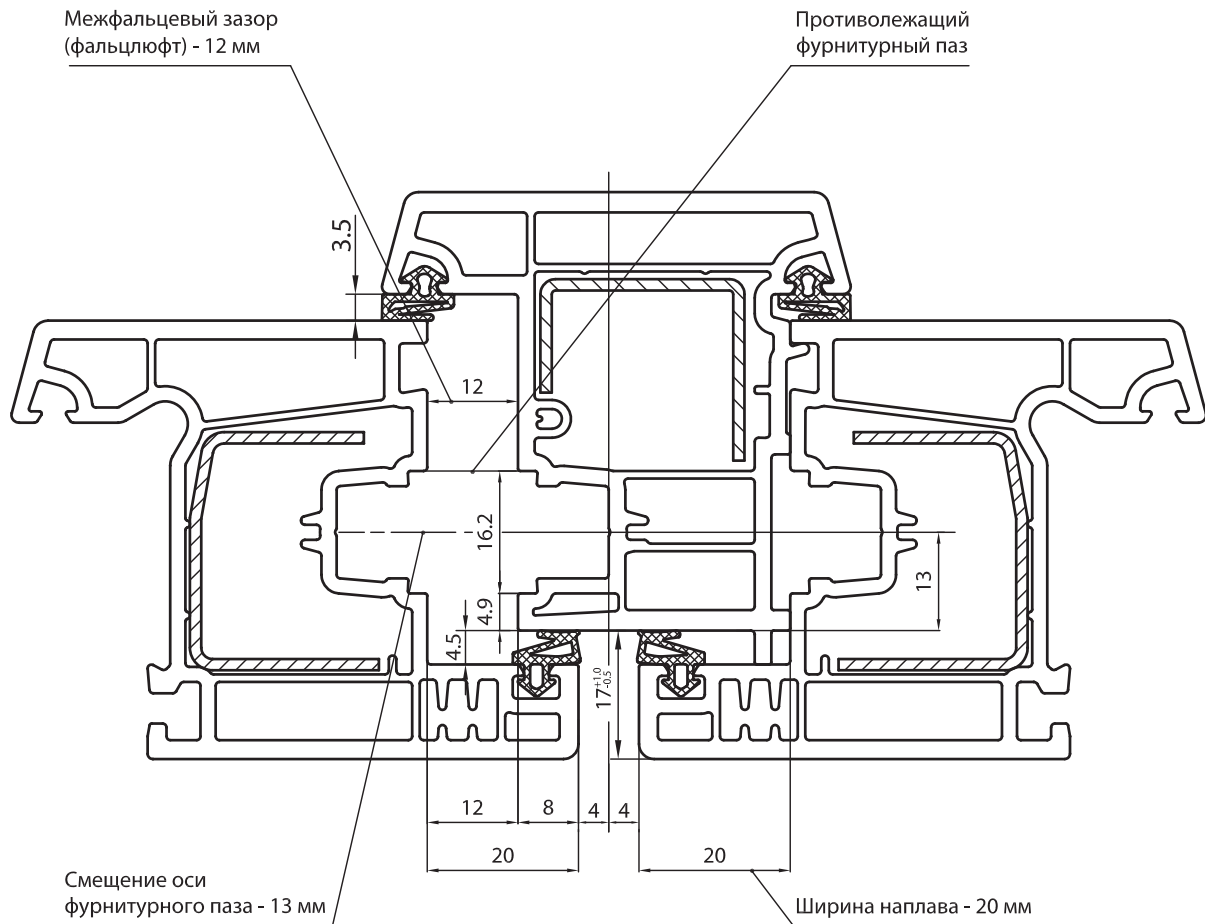 Межфальцевый зазор
(фальцлюфт) - 12 мм
Противолежащий
фурнитурный паз
3.5
12
16.2
13
4.9
4.5
17+1.0-0.5
12
8
4
4
20
20
Смещение оси
фурнитурного паза - 13 мм
Ширина наплава - 20 мм